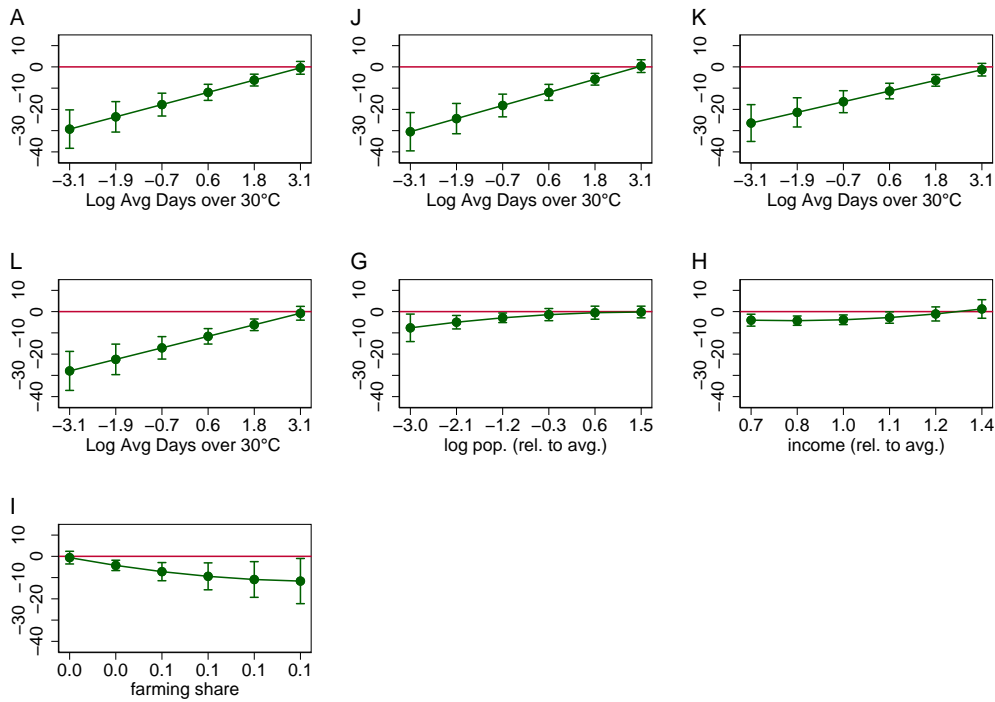 A
10
0
−10
−20
−30
−40
−3.1 −1.9 −0.7 0.6 1.8 3.1
Log Avg Days over 30°C
J
10
0
−10
−20
−30
−40
−3.1 −1.9 −0.7 0.6 1.8 3.1
Log Avg Days over 30°C
K
10
0
−10
−20
−30
−40
−3.1 −1.9 −0.7 0.6 1.8 3.1
Log Avg Days over 30°C
L
10
0
−10
−20
−30
−40
−3.1 −1.9 −0.7 0.6 1.8 3.1
Log Avg Days over 30°C
G
10
0
−10
−20
−30
−40
−3.0 −2.1 −1.2 −0.3 0.6 1.5
log pop. (rel. to avg.)
H
10
0
−10
−20
−30
−40
0.7 0.8 1.0 1.1 1.2 1.4
income (rel. to avg.)
I
10
0
−10
−20
−30
−40
0.0 0.0 0.1 0.1 0.1 0.1
farming share